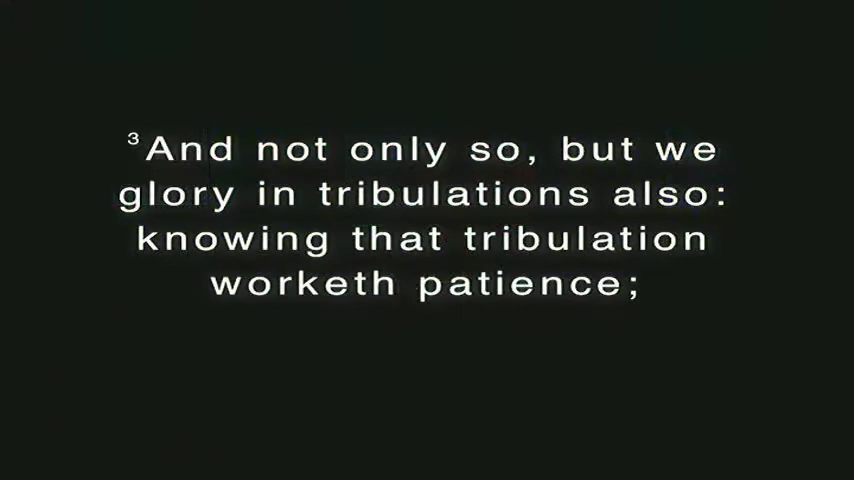 ³And not only so, but we
glory in tribulations also:
knowing that tribulation
worketh patience;